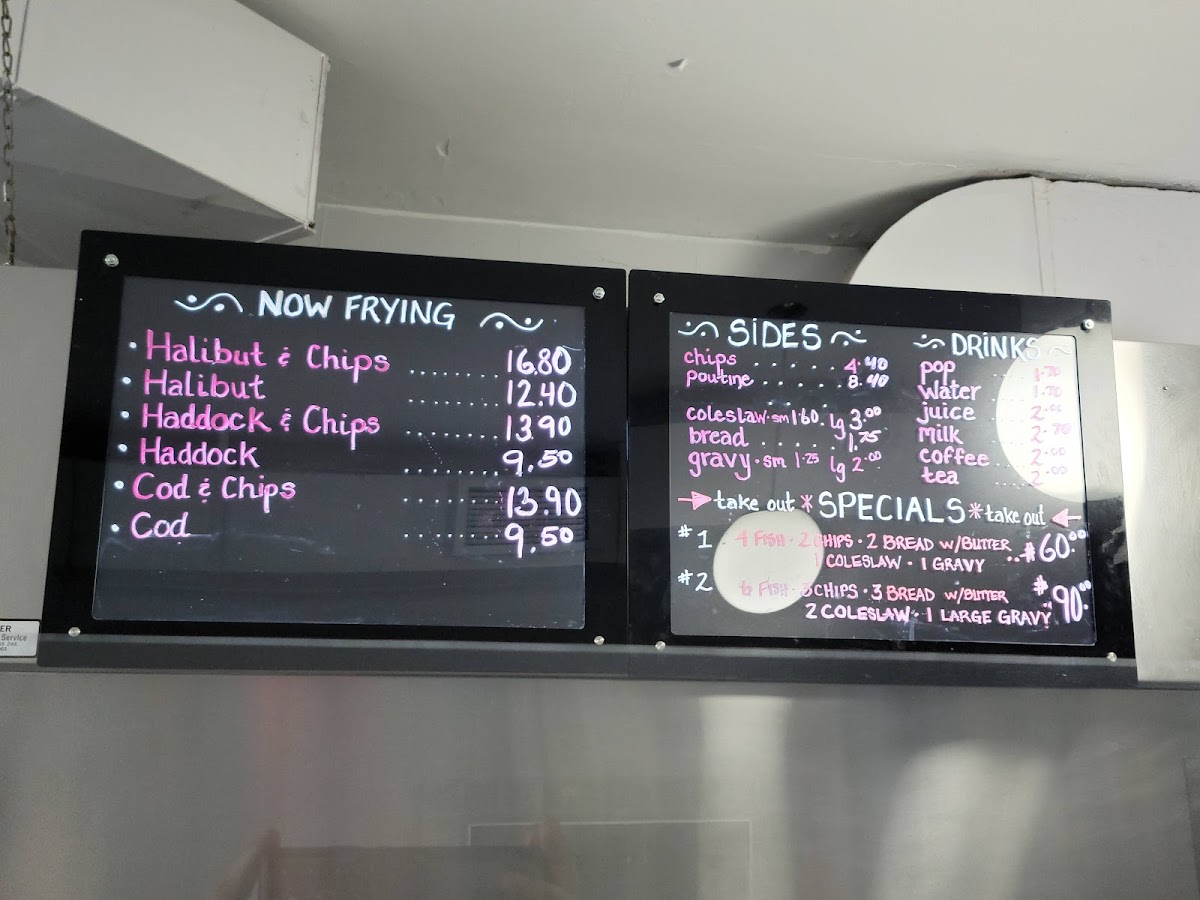 NOW FRYING
• Halibut & Chips ........ 16.80
• Halibut ........ 12.40
• Haddock & Chips ........ 13.90
• Haddock ........ 9.50
• Cod & Chips ........ 13.90
• Cod ........ 9.50
SiDES
chips ........ 4.40
poutine ........ 8.40
coleslaw · sm 1.60 . lg 3.00
bread ........ 1.75
gravy · sm 1.25 lg 2.00
DRiNKS
pop 1.70
water 1.70
juice 2.00
milk 2.70
coffee 2.00
tea 2.00
→ take out * SPECIALS * take out ←
#1 4 FISH · 2 CHIPS · 2 BREAD W/BUTTER
1 COLESLAW · 1 GRAVY .. $60.00
#2 6 FISH · 3 CHIPS · 3 BREAD W/BUTTER
2 COLESLAW · 1 LARGE GRAVY $90.00
ER
Service